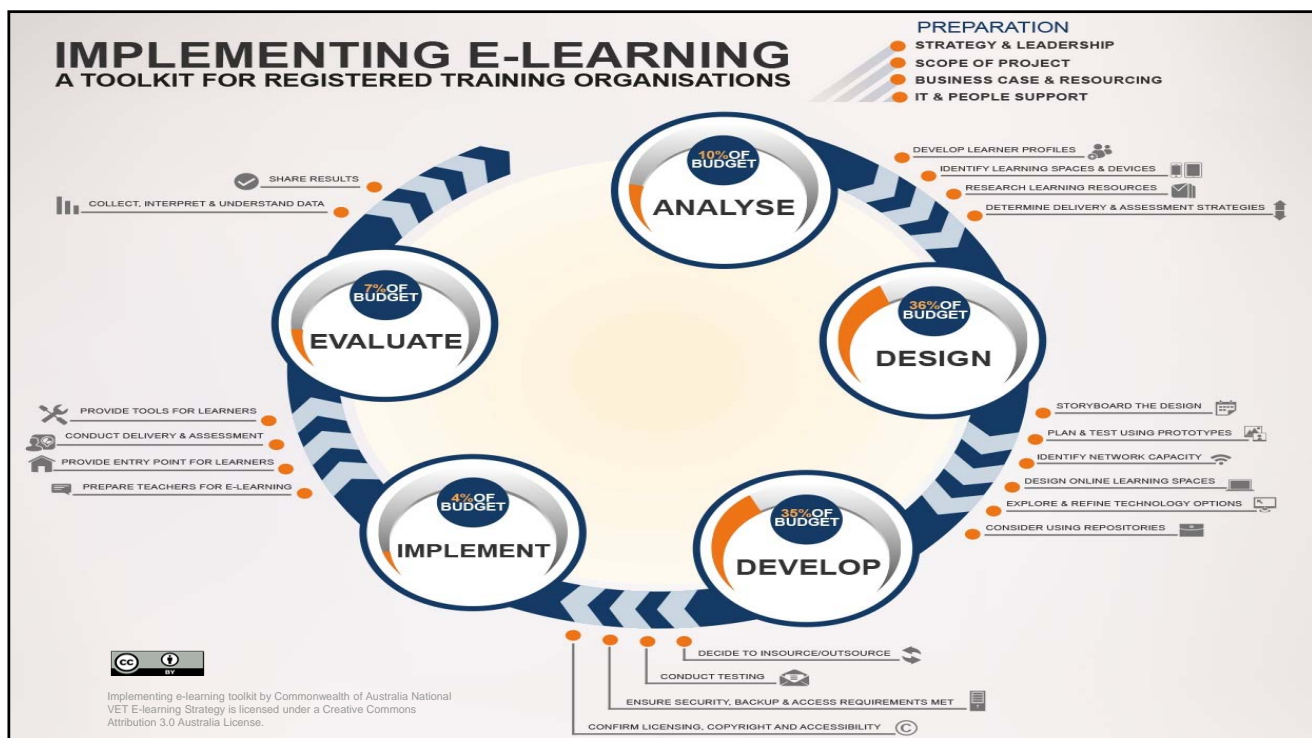 IMPLEMENTING E-LEARNING
A TOOLKIT FOR REGISTERED TRAINING ORGANISATIONS
PREPARATION
STRATEGY & LEADERSHIP
SCOPE OF PROJECT
BUSINESS CASE & RESOURCING
IT & PEOPLE SUPPORT
10% OF
BUDGET
ANALYSE
DEVELOP LEARNER PROFILES
IDENTIFY LEARNING SPACES & DEVICES
RESEARCH LEARNING RESOURCES
DETERMINE DELIVERY & ASSESSMENT STRATEGIES
36% OF
BUDGET
DESIGN
STORYBOARD THE DESIGN
PLAN & TEST USING PROTOTYPES
IDENTIFY NETWORK CAPACITY
DESIGN ONLINE LEARNING SPACES
EXPLORE & REFINE TECHNOLOGY OPTIONS
CONSIDER USING REPOSITORIES
35% OF
BUDGET
DEVELOP
DECIDE TO INSOURCE/OUTSOURCE
CONDUCT TESTING
ENSURE SECURITY, BACKUP & ACCESS REQUIREMENTS MET
CONFIRM LICENSING, COPYRIGHT AND ACCESSIBILITY ©
4% OF
BUDGET
IMPLEMENT
PROVIDE TOOLS FOR LEARNERS
CONDUCT DELIVERY & ASSESSMENT
PROVIDE ENTRY POINT FOR LEARNERS
PREPARE TEACHERS FOR E-LEARNING
7% OF
BUDGET
EVALUATE
SHARE RESULTS
COLLECT, INTERPRET & UNDERSTAND DATA
cc
BY
Implementing e-learning toolkit by Commonwealth of Australia National
VET E-learning Strategy is licensed under a Creative Commons
Attribution 3.0 Australia License.